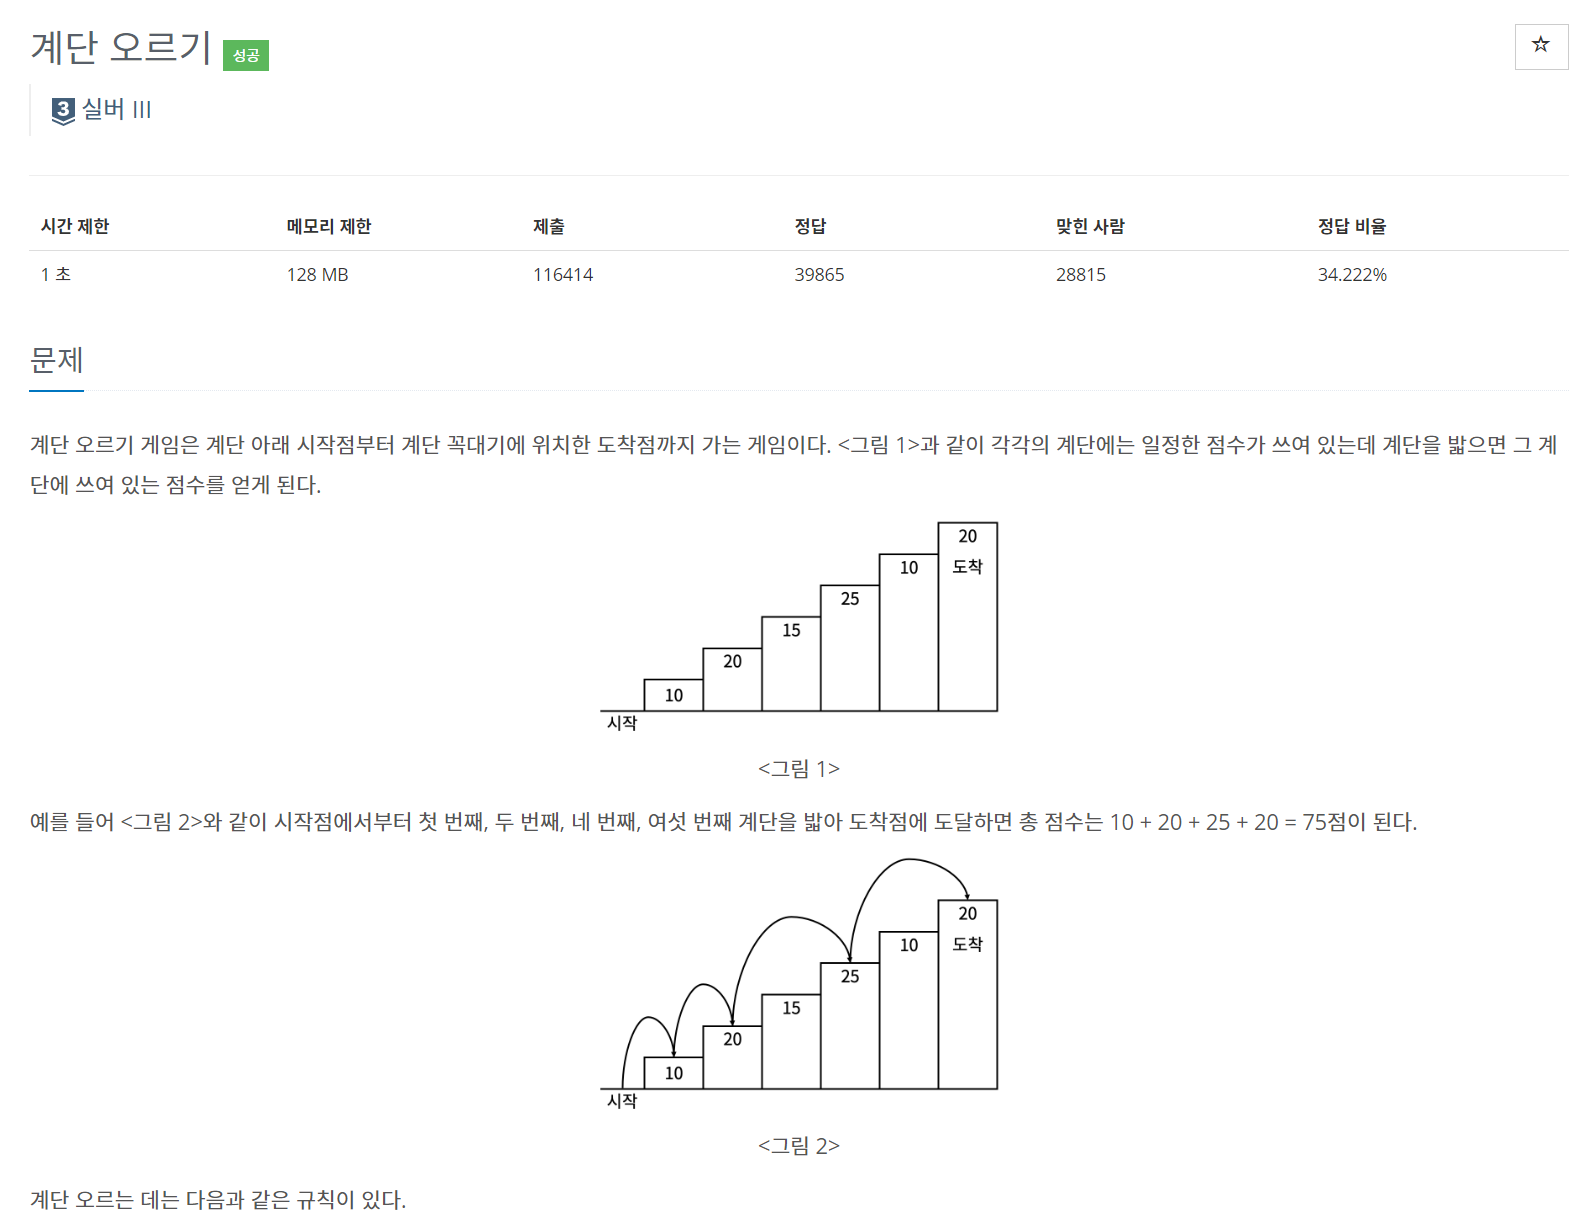 계단 오르기 성공
☆
3 실버 III
시간 제한 메모리 제한 제출 정답 맞힌 사람 정답 비율
1 초 128 MB 116414 39865 28815 34.222%
문제
계단 오르기 게임은 계단 아래 시작점부터 계단 꼭대기에 위치한 도착점까지 가는 게임이다. <그림 1>과 같이 각각의 계단에는 일정한 점수가 쓰여 있는데 계단을 밟으면 그 계
단에 쓰여 있는 점수를 얻게 된다.
20
도착
10
25
15
20
10
시작
<그림 1>
예를 들어 <그림 2>와 같이 시작점에서부터 첫 번째, 두 번째, 네 번째, 여섯 번째 계단을 밟아 도착점에 도달하면 총 점수는 10 + 20 + 25 + 20 = 75점이 된다.
20
도착
10
25
15
20
10
시작
<그림 2>
계단 오르는 데는 다음과 같은 규칙이 있다.